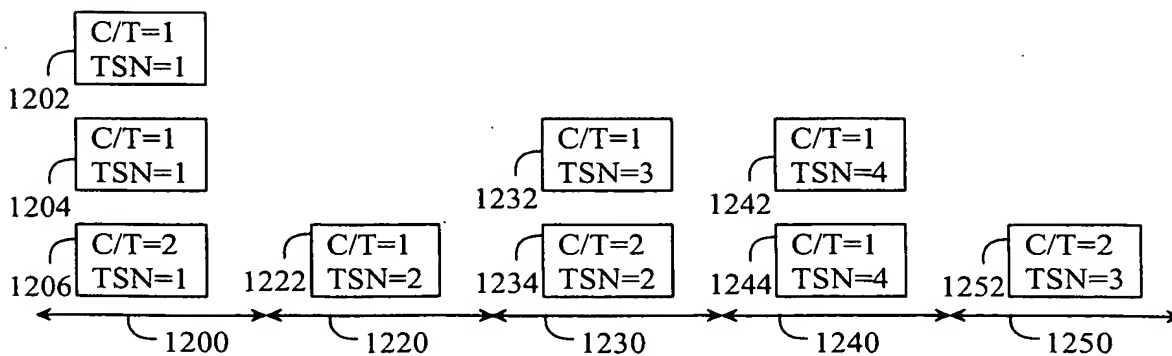 C/T=1
TSN=1
1202
C/T=1
TSN=1
1204
C/T=2
TSN=1
1206
C/T=1
TSN=2
1222
C/T=1
TSN=3
1232
C/T=2
TSN=2
1234
C/T=1
TSN=4
1242
C/T=1
TSN=4
1244
C/T=2
TSN=3
1252
1200
1220
1230
1240
1250